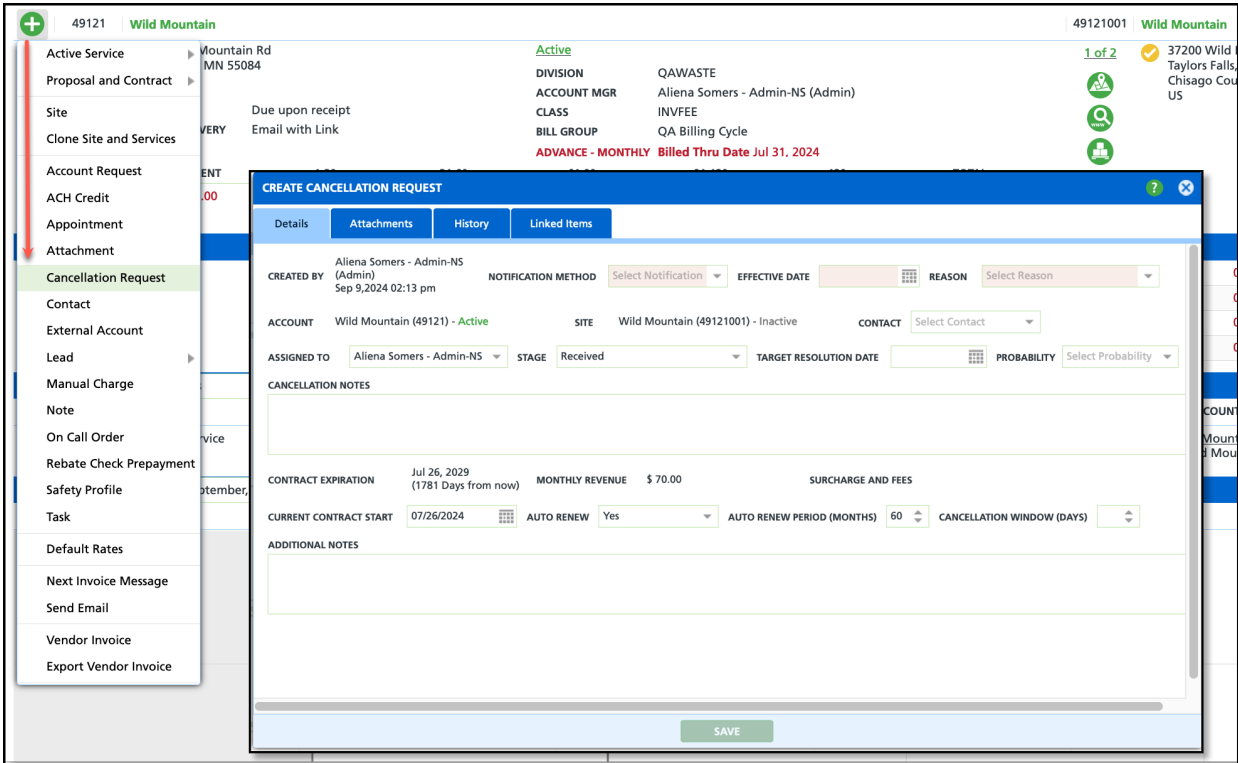 49121 Wild Mountain 49121001 Wild Mountain
Active Service
Proposal and Contract
Site
Clone Site and Services
Account Request
ACH Credit
Appointment
Attachment
Cancellation Request
Contact
External Account
Lead
Manual Charge
Note
On Call Order
Rebate Check Prepayment
Safety Profile
Task
Default Rates
Next Invoice Message
Send Email
Vendor Invoice
Export Vendor Invoice
Mountain Rd
MN 55084
Due upon receipt
VERY Email with Link
ENT
.00
Active
DIVISION QAWASTE
ACCOUNT MGR Aliena Somers - Admin-NS (Admin)
CLASS INVFEE
BILL GROUP QA Billing Cycle
ADVANCE - MONTHLY Billed Thru Date Jul 31, 2024
1 of 2
37200 Wild
Taylors Falls,
Chisago Cou
US
CREATE CANCELLATION REQUEST ?
Details Attachments History Linked Items
CREATED BY Aliena Somers - Admin-NS
(Admin)
Sep 9,2024 02:13 pm
NOTIFICATION METHOD Select Notification EFFECTIVE DATE REASON Select Reason
ACCOUNT Wild Mountain (49121) - Active SITE Wild Mountain (49121001) - Inactive CONTACT Select Contact
ASSIGNED TO Aliena Somers - Admin-NS STAGE Received TARGET RESOLUTION DATE PROBABILITY Select Probability
CANCELLATION NOTES
CONTRACT EXPIRATION Jul 26, 2029
(1781 Days from now)
MONTHLY REVENUE $ 70.00 SURCHARGE AND FEES
CURRENT CONTRACT START 07/26/2024 AUTO RENEW Yes AUTO RENEW PERIOD (MONTHS) 60 CANCELLATION WINDOW (DAYS)
ADDITIONAL NOTES
SAVE
rvice
ptember,
COUNT
Mount
d Mou